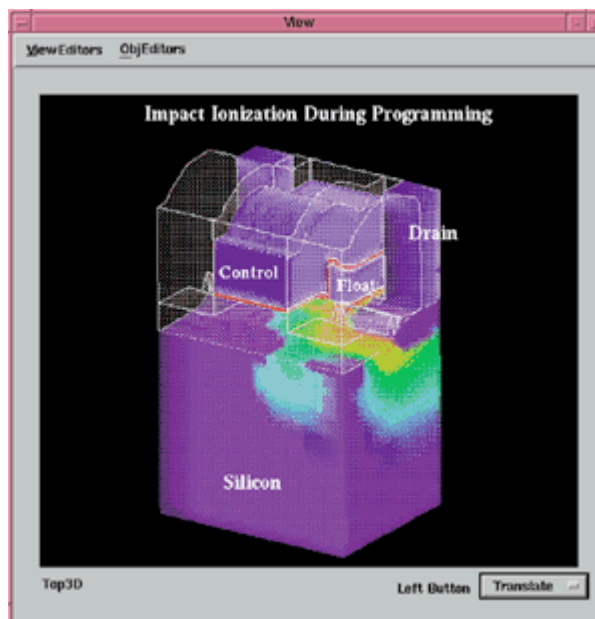 View
ViewEditors ObjEditors
Impact Ionization During Programming
Drain
Control
Float
Silicon
Top3D
Left Button Translate